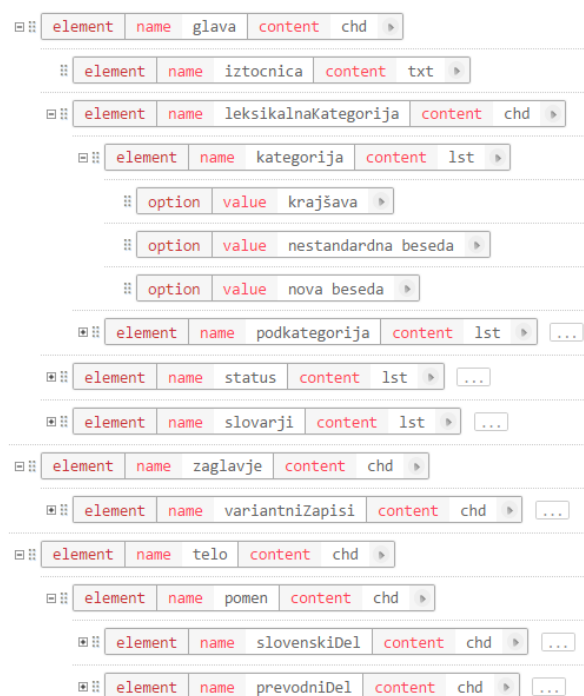 element name glava content chd
element name iztocnica content txt
element name leksikalnaKategorija content chd
element name kategorija content lst
option value krajšava
option value nestandardna beseda
option value nova beseda
element name podkategorija content lst ...
element name status content lst ...
element name slovarji content lst ...
element name zaglavje content chd
element name variantniZapisi content chd ...
element name telo content chd
element name pomen content chd
element name slovenskiDel content chd ...
element name prevodniDel content chd ...